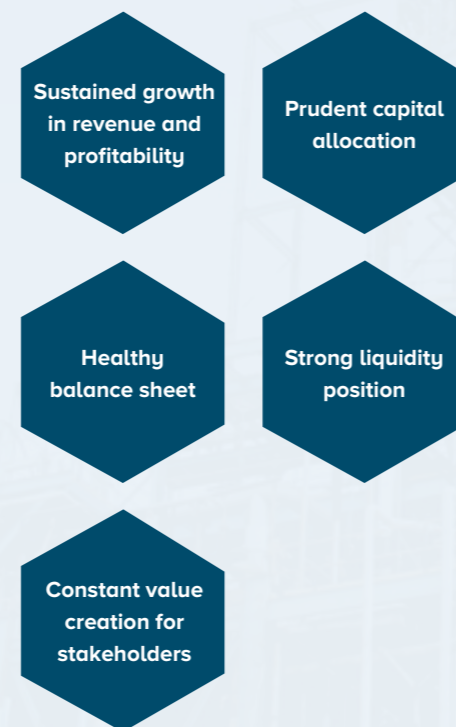 Sustained growth
in revenue and
profitability
Prudent capital
allocation
Healthy
balance sheet
Strong liquidity
position
Constant value
creation for
stakeholders